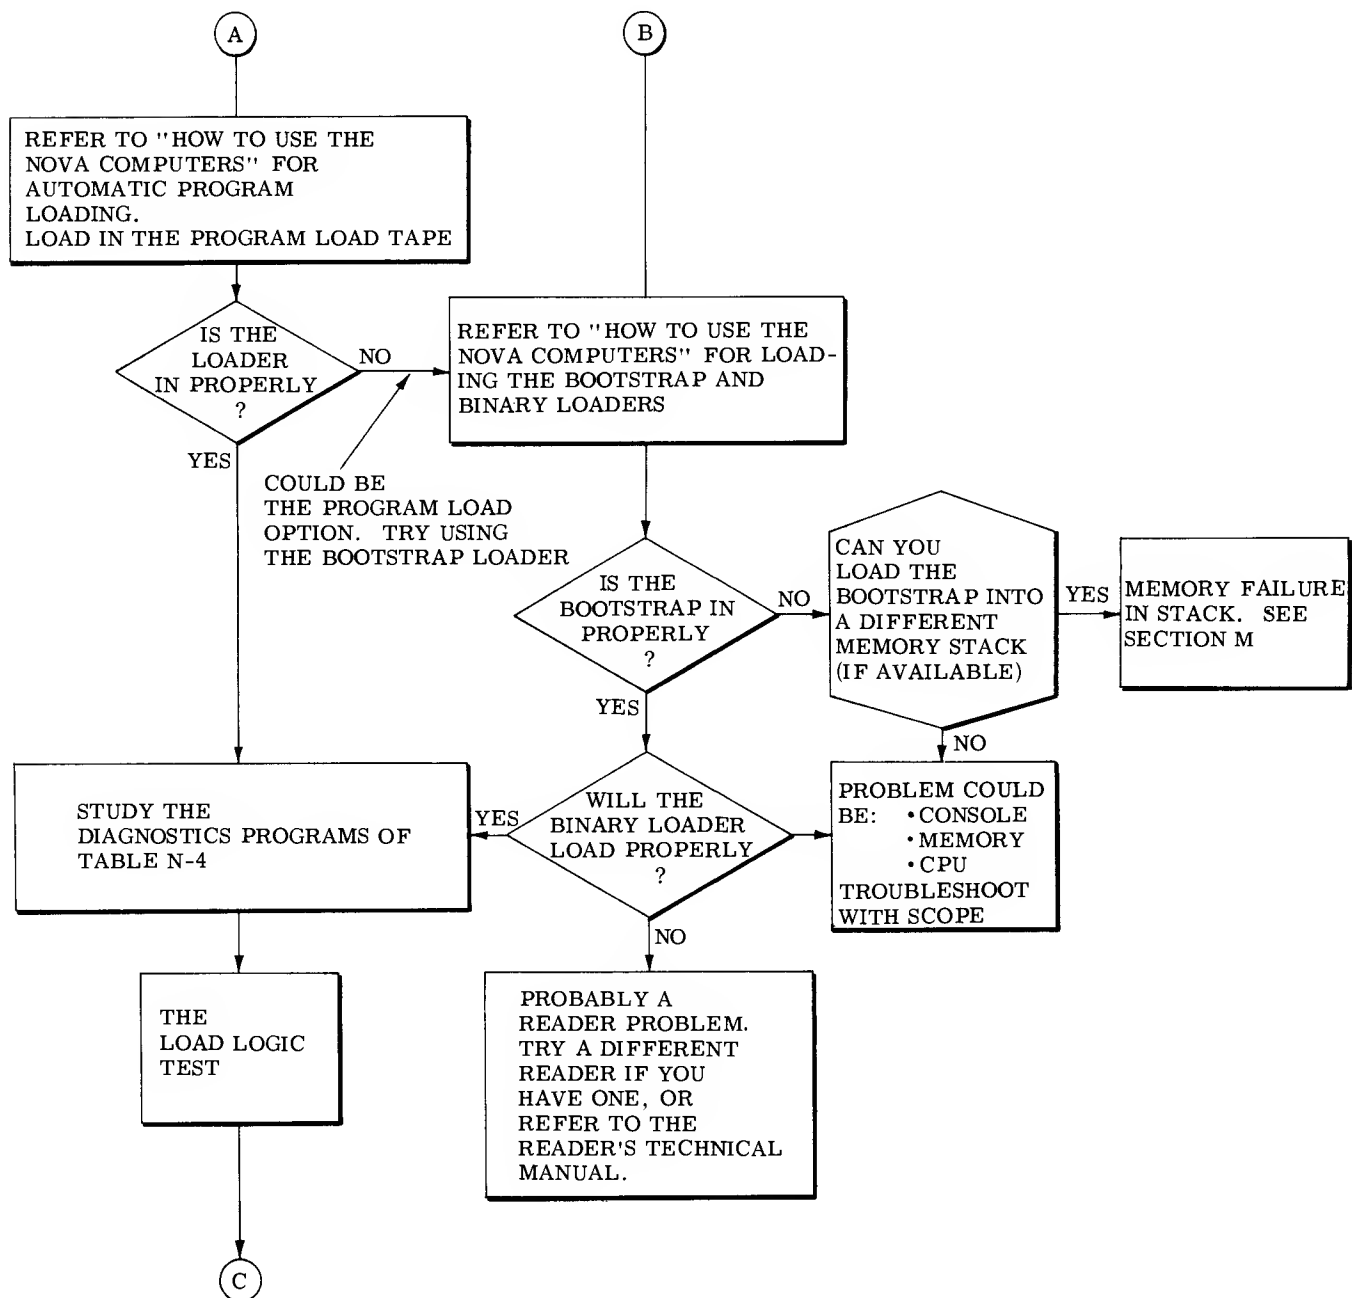 A
B
REFER TO "HOW TO USE THE
NOVA COMPUTERS" FOR
AUTOMATIC PROGRAM
LOADING.
LOAD IN THE PROGRAM LOAD TAPE
IS THE
LOADER
IN PROPERLY
?
NO
YES
COULD BE
THE PROGRAM LOAD
OPTION. TRY USING
THE BOOTSTRAP LOADER
REFER TO "HOW TO USE THE
NOVA COMPUTERS" FOR LOAD-
ING THE BOOTSTRAP AND
BINARY LOADERS
IS THE
BOOTSTRAP IN
PROPERLY
?
NO
YES
CAN YOU
LOAD THE
BOOTSTRAP INTO
A DIFFERENT
MEMORY STACK
(IF AVAILABLE)
YES
NO
MEMORY FAILURE
IN STACK. SEE
SECTION M
WILL THE
BINARY LOADER
LOAD PROPERLY
?
YES
NO
PROBLEM COULD
BE: • CONSOLE
• MEMORY
• CPU
TROUBLESHOOT
WITH SCOPE
STUDY THE
DIAGNOSTICS PROGRAMS OF
TABLE N-4
THE
LOAD LOGIC
TEST
PROBABLY A
READER PROBLEM.
TRY A DIFFERENT
READER IF YOU
HAVE ONE, OR
REFER TO THE
READER'S TECHNICAL
MANUAL.
C